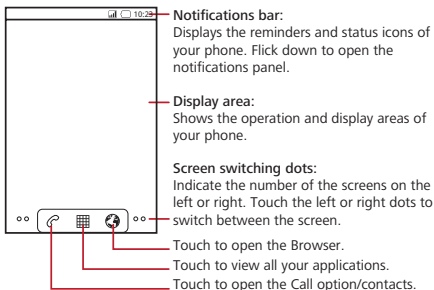 10:23
Notifications bar:
Displays the reminders and status icons of
your phone. Flick down to open the
notifications panel.
Display area:
Shows the operation and display areas of
your phone.
Screen switching dots:
Indicate the number of the screens on the
left or right. Touch the left or right dots to
switch between the screen.
Touch to open the Browser.
Touch to view all your applications.
Touch to open the Call option/contacts.